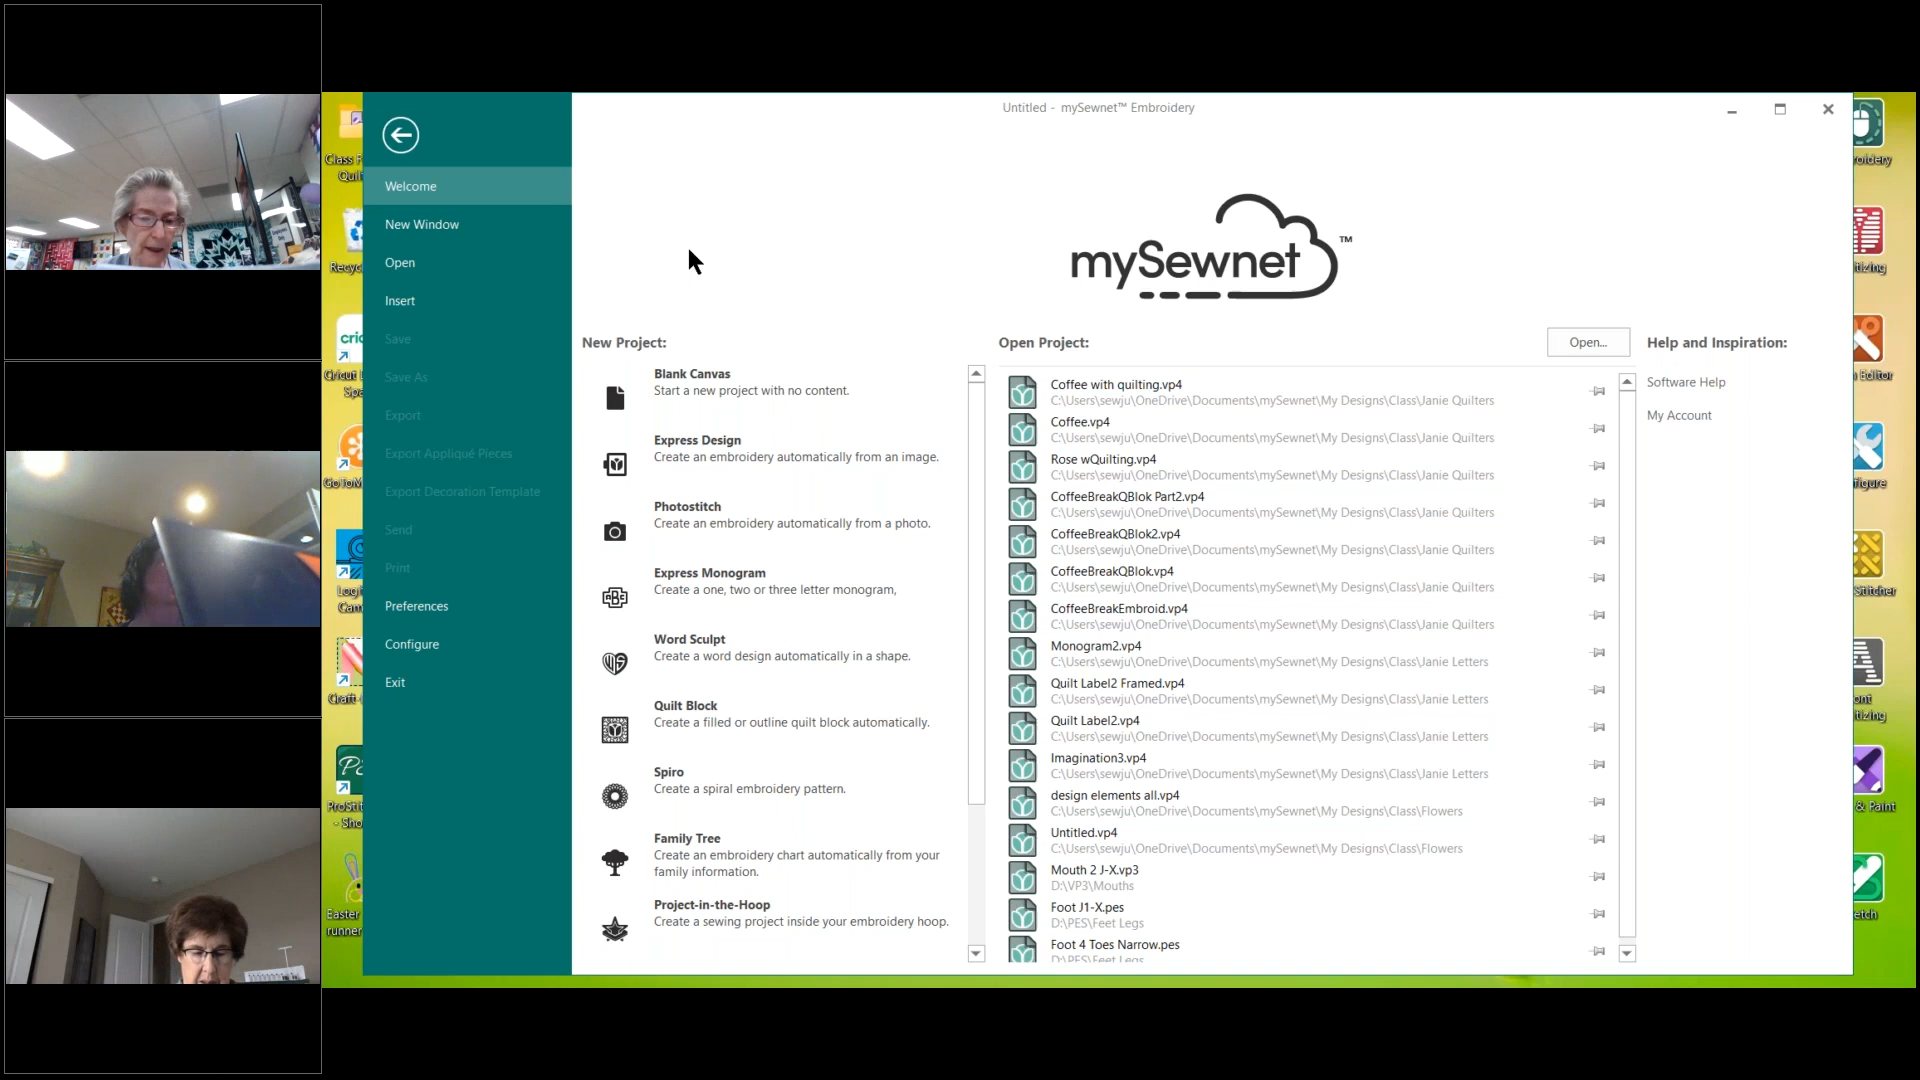 Untitled - mySewnet™ Embroidery
Welcome
New Window
Open
Insert
Save
Save As
Export
Export Appliqué Pieces
Export Decoration Template
Send
Print
Preferences
Configure
Exit
mySewnet™
New Project:
Blank Canvas
Start a new project with no content.
Express Design
Create an embroidery automatically from an image.
Photostitch
Create an embroidery automatically from a photo.
Express Monogram
Create a one, two or three letter monogram,
Word Sculpt
Create a word design automatically in a shape.
Quilt Block
Create a filled or outline quilt block automatically.
Spiro
Create a spiral embroidery pattern.
Family Tree
Create an embroidery chart automatically from your
family information.
Project-in-the-Hoop
Create a sewing project inside your embroidery hoop.
Open Project:
Open...
Coffee with quilting.vp4
C:\Users\sewju\OneDrive\Documents\mySewnet\My Designs\Class\Janie Quilters
Coffee.vp4
C:\Users\sewju\OneDrive\Documents\mySewnet\My Designs\Class\Janie Quilters
Rose wQuilting.vp4
C:\Users\sewju\OneDrive\Documents\mySewnet\My Designs\Class\Janie Quilters
CoffeeBreakQBlok Part2.vp4
C:\Users\sewju\OneDrive\Documents\mySewnet\My Designs\Class\Janie Quilters
CoffeeBreakQBlok2.vp4
C:\Users\sewju\OneDrive\Documents\mySewnet\My Designs\Class\Janie Quilters
CoffeeBreakQBlok.vp4
C:\Users\sewju\OneDrive\Documents\mySewnet\My Designs\Class\Janie Quilters
CoffeeBreakEmbroid.vp4
C:\Users\sewju\OneDrive\Documents\mySewnet\My Designs\Class\Janie Quilters
Monogram2.vp4
C:\Users\sewju\OneDrive\Documents\mySewnet\My Designs\Class\Janie Letters
Quilt Label2 Framed.vp4
C:\Users\sewju\OneDrive\Documents\mySewnet\My Designs\Class\Janie Letters
Quilt Label2.vp4
C:\Users\sewju\OneDrive\Documents\mySewnet\My Designs\Class\Janie Letters
Imagination3.vp4
C:\Users\sewju\OneDrive\Documents\mySewnet\My Designs\Class\Janie Letters
design elements all.vp4
C:\Users\sewju\OneDrive\Documents\mySewnet\My Designs\Class\Flowers
Untitled.vp4
C:\Users\sewju\OneDrive\Documents\mySewnet\My Designs\Class\Flowers
Mouth 2 J-X.vp3
D:\VP3\Mouths
Foot J1-X.pes
D:\PES\Feet Legs
Foot 4 Toes Narrow.pes
D:\PES\Feet Legs
Help and Inspiration:
Software Help
My Account
Class
Easter
runner
Editor
& Paint